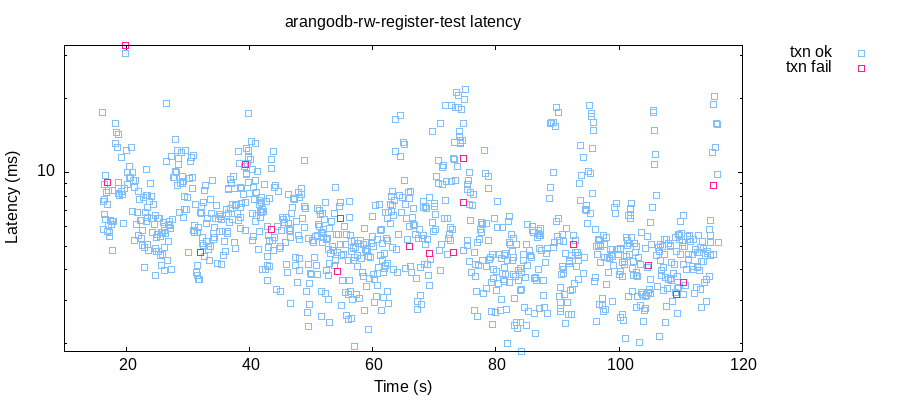 arangodb-rw-register-test latency
txn ok
txn fail
10
Latency (ms)
20 40 60 80 100 120
Time (s)